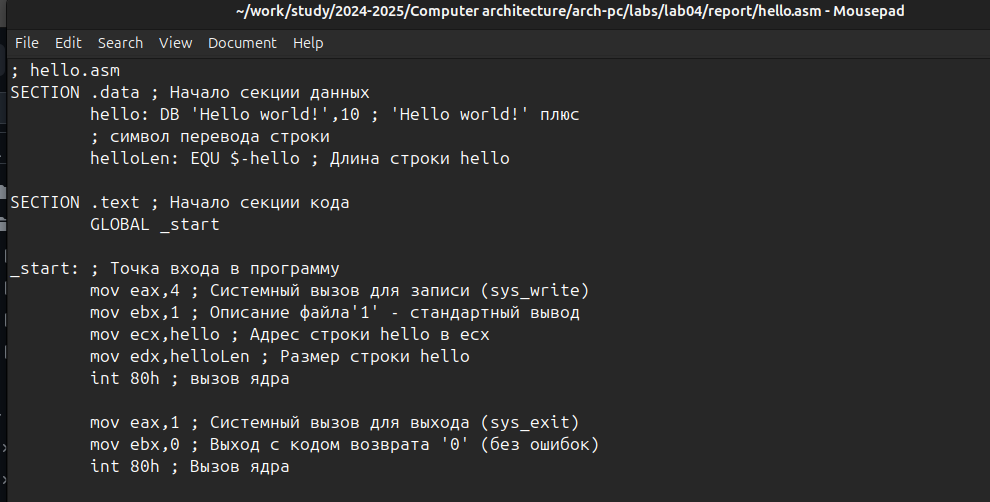 ~/work/study/2024-2025/Computer architecture/arch-pc/labs/lab04/report/hello.asm - Mousepad
File Edit Search View Document Help
; hello.asm
SECTION .data ; Начало секции данных
hello: DB 'Hello world!',10 ; 'Hello world!' плюс
; символ перевода строки
helloLen: EQU $-hello ; Длина строки hello
SECTION .text ; Начало секции кода
GLOBAL _start
_start: ; Точка входа в программу
mov eax,4 ; Системный вызов для записи (sys_write)
mov ebx,1 ; Описание файла'1' - стандартный вывод
mov ecx,hello ; Адрес строки hello в ecx
mov edx,helloLen ; Размер строки hello
int 80h ; вызов ядра
mov eax,1 ; Системный вызов для выхода (sys_exit)
mov ebx,0 ; Выход с кодом возврата '0' (без ошибок)
int 80h ; Вызов ядра